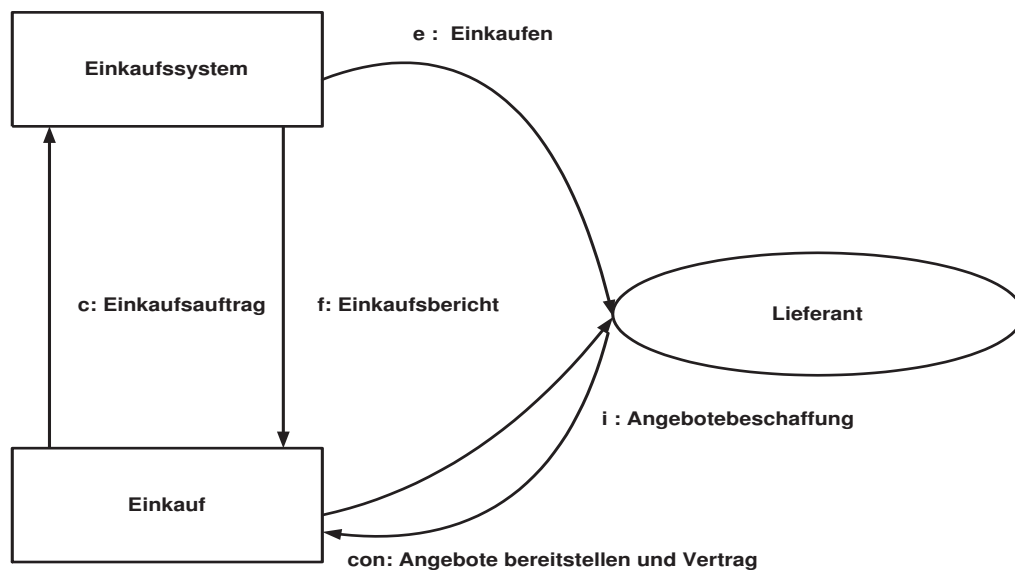 e :  Einkaufen
Einkaufssystem
c: Einkaufsauftrag
f: Einkaufsbericht
Lieferant
i : Angebotebeschaffung
Einkauf
con: Angebote bereitstellen und Vertrag